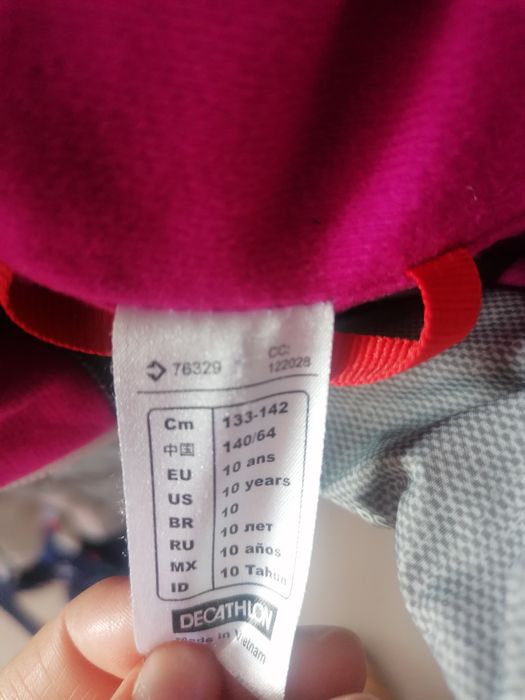 76329 CC:
122028
Cm 133-142
中国 140/64
EU 10 ans
US 10 years
BR 10
RU 10 лет
MX 10 años
ID 10 Tahun
DECATHLON
Made in Vietnam